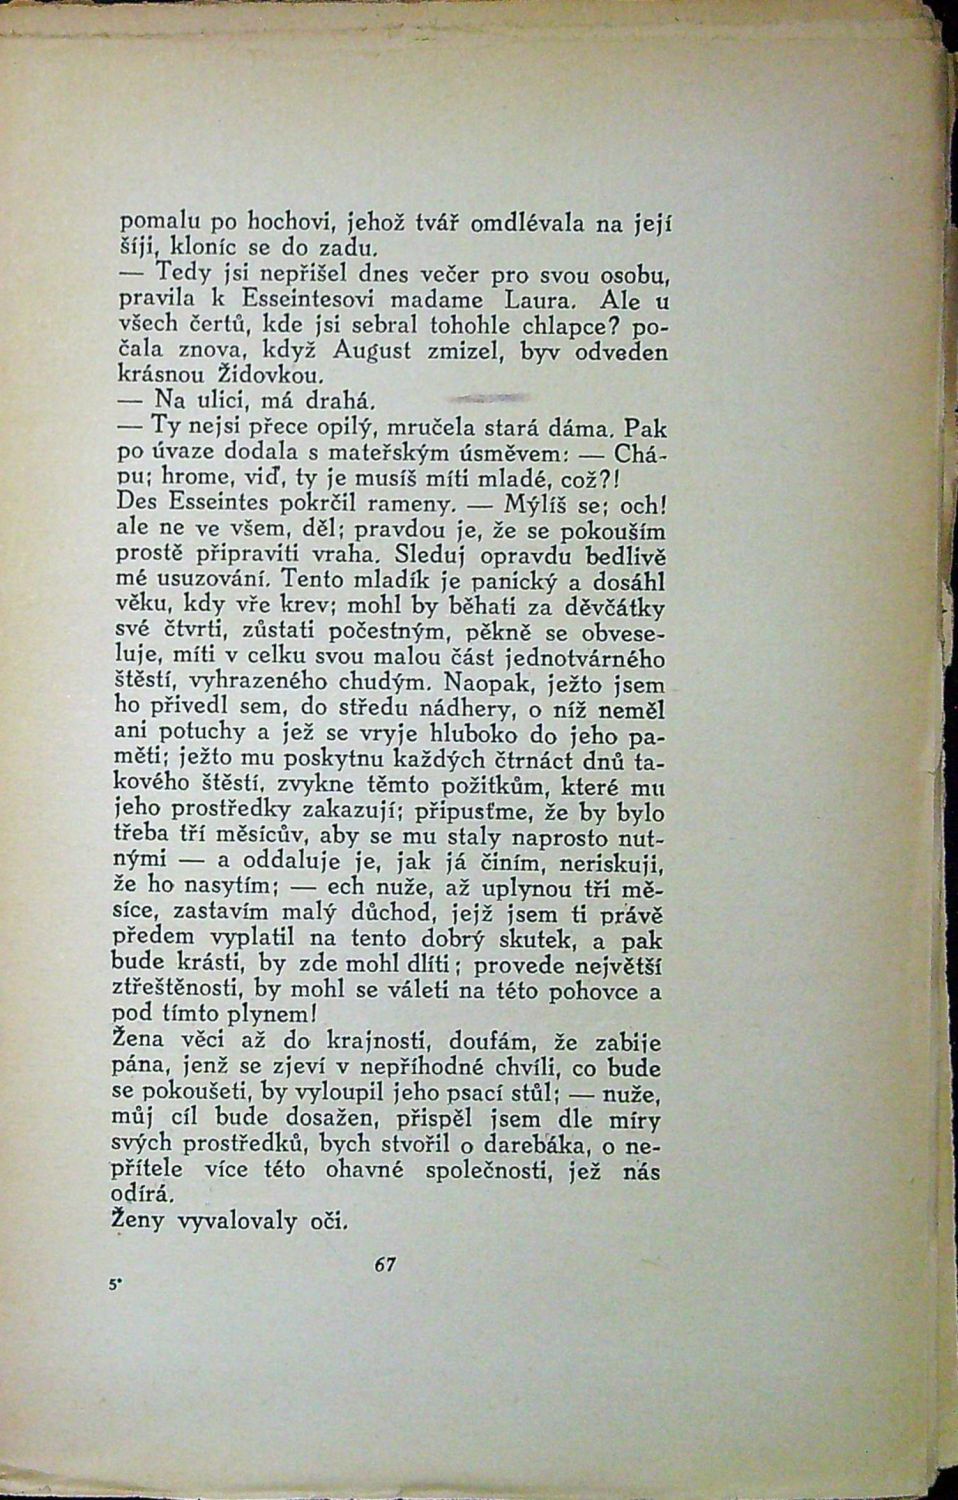 pomalu po hochovi, jehož tvář omdlévala na její
šíji, kloníc se do zadu.
— Tedy jsi nepřišel dnes večer pro svou osobu,
pravila k Esseintesovi madame Laura. Ale u
všech čertů, kde jsi sebral tohohle chlapce? po-
čala znova, když August zmizel, byv odveden
krásnou Židovkou.
— Na ulici, má drahá.
— Ty nejsi přece opilý, mručela stará dáma. Pak
po úvaze dodala s mateřským úsměvem: — Chá-
pu; hrome, viď, ty je musíš míti mladé, což?!
Des Esseintes pokrčil rameny. — Mýlíš se; och!
ale ne ve všem, děl; pravdou je, že se pokouším
prostě připraviti vraha. Sleduj opravdu bedlivě
mé usuzování. Tento mladík je panický a dosáhl
věku, kdy vře krev; mohl by běhati za děvčátky
své čtvrti, zůstati počestným, pěkně se obvese-
luje, míti v celku svou malou část jednotvárného
štěstí, vyhrazeného chudým. Naopak, ježto jsem
ho přivedl sem, do středu nádhery, o níž neměl
ani potuchy a jež se vryje hluboko do jeho pa-
měti; ježto mu poskytnu každých čtrnáct dnů ta-
kového štěstí, zvykne těmto požitkům, které mu
jeho prostředky zakazují; připusťme, že by bylo
třeba tří měsícův, aby se mu staly naprosto nut-
nými — a oddaluje je, jak já činím, neriskuji,
že ho nasytím; — ech nuže, až uplynou tři mě-
síce, zastavím malý důchod, jejž jsem ti právě
předem vyplatil na tento dobrý skutek, a pak
bude krásti, by zde mohl dlíti; provede největší
ztřeštěnosti, by mohl se váleti na této pohovce a
pod tímto plynem!
Žena věci až do krajnosti, doufám, že zabije
pána, jenž se zjeví v nepříhodné chvíli, co bude
se pokoušeti, by vyloupil jeho psací stůl; — nuže,
můj cíl bude dosažen, přispěl jsem dle míry
svých prostředků, bych stvořil o darebáka, o ne-
přítele více této ohavné společnosti, jež nás
odírá.
Ženy vyvalovaly oči.
67
5*